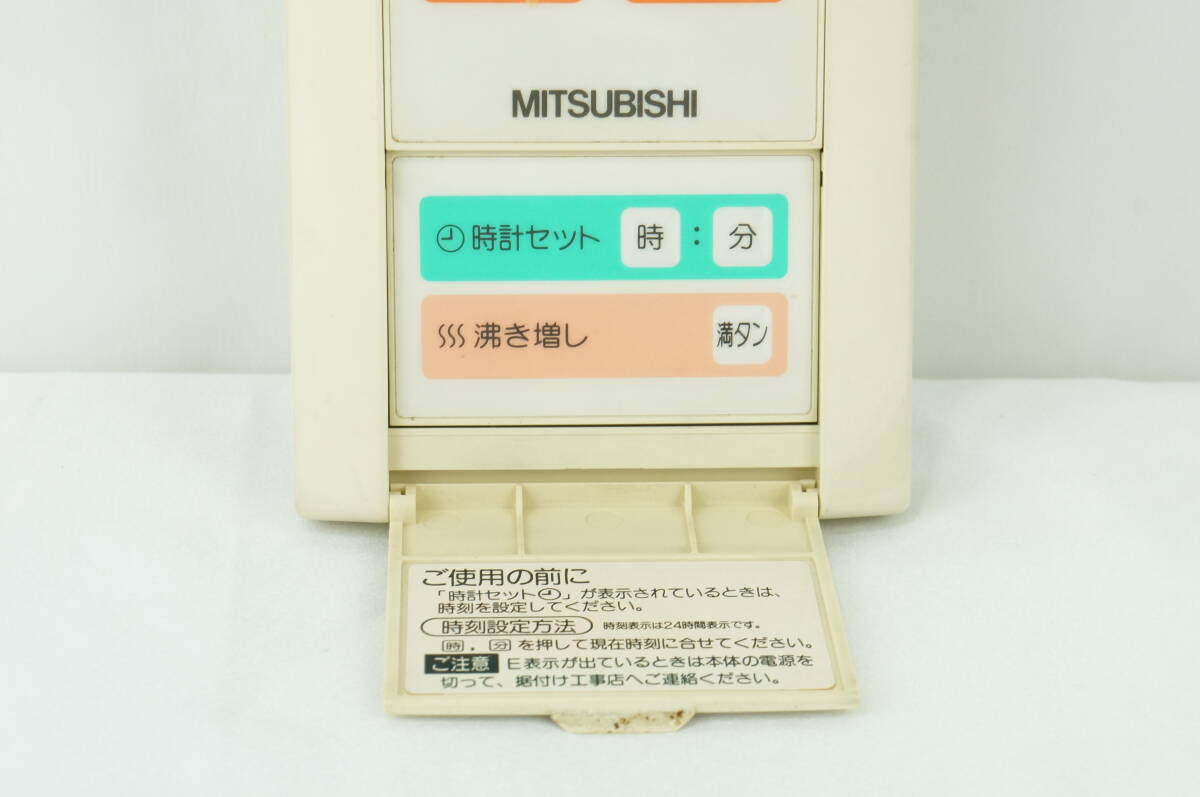 MITSUBISHI
時計セット 時 : 分
沸き増し 満タン
ご使用の前に
「時計セット」が表示されているときは、
時刻を設定してください。
時刻設定方法 時刻表示は24時間表示です。
時，分を押して現在時刻に合せてください。
ご注意 E表示が出ているときは本体の電源を
切って、据付け工事店へご連絡ください。